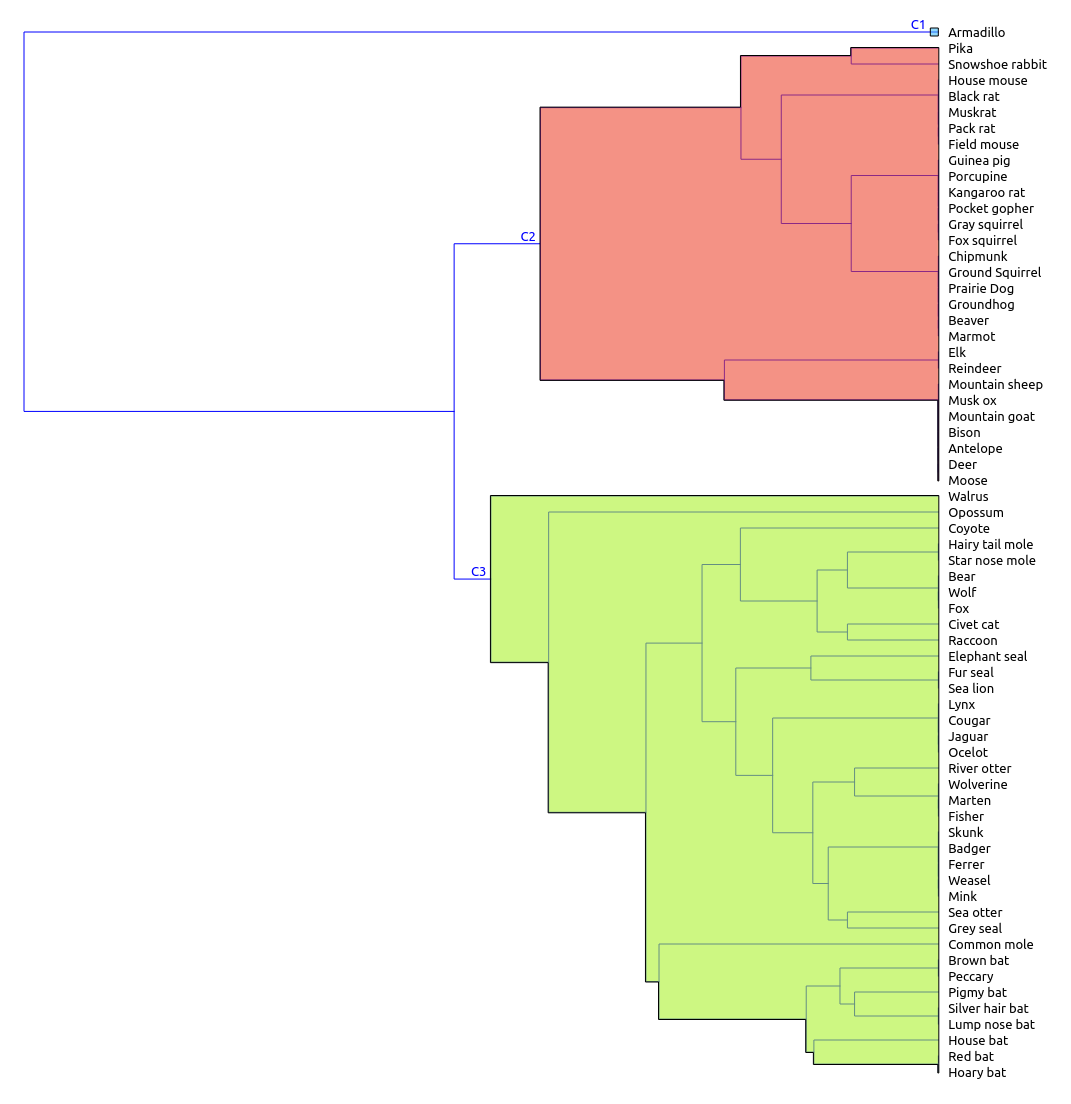 C1
Armadillo
Pika
Snowshoe rabbit
House mouse
Black rat
Muskrat
Pack rat
Field mouse
Guinea pig
Porcupine
Kangaroo rat
Pocket gopher
Gray squirrel
C2
Fox squirrel
Chipmunk
Ground Squirrel
Prairie Dog
Groundhog
Beaver
Marmot
Elk
Reindeer
Mountain sheep
Musk ox
Mountain goat
Bison
Antelope
Deer
Moose
Walrus
Opossum
Coyote
Hairy tail mole
Star nose mole
C3
Bear
Wolf
Fox
Civet cat
Raccoon
Elephant seal
Fur seal
Sea lion
Lynx
Cougar
Jaguar
Ocelot
River otter
Wolverine
Marten
Fisher
Skunk
Badger
Ferrer
Weasel
Mink
Sea otter
Grey seal
Common mole
Brown bat
Peccary
Pigmy bat
Silver hair bat
Lump nose bat
House bat
Red bat
Hoary bat